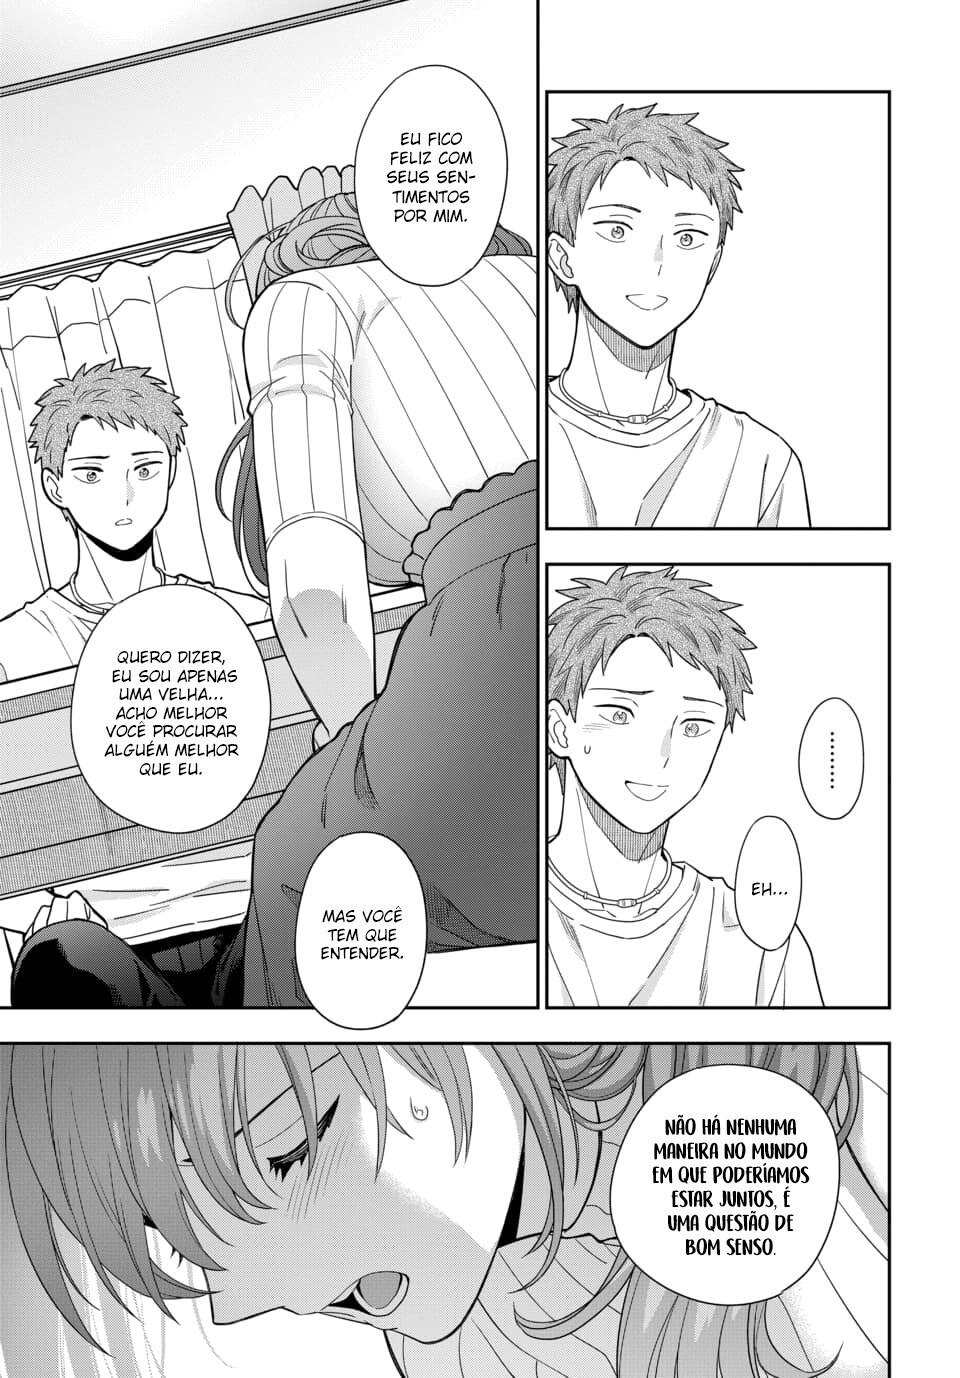 .........
EH...
EU FICO
FELIZ COM
SEUS SEN-
TIMENTOS
POR MIM.
QUERO DIZER,
EU SOU APENAS
UMA VELHA...
ACHO MELHOR
VOCÊ PROCURAR
ALGUÉM MELHOR
QUE EU.
MAS VOCÊ
TEM QUE
ENTENDER.
NÃO HÁ NENHUMA
MANEIRA NO MUNDO
EM QUE PODERÍAMOS
ESTAR JUNTOS, É
UMA QUESTÃO DE
BOM SENSO.